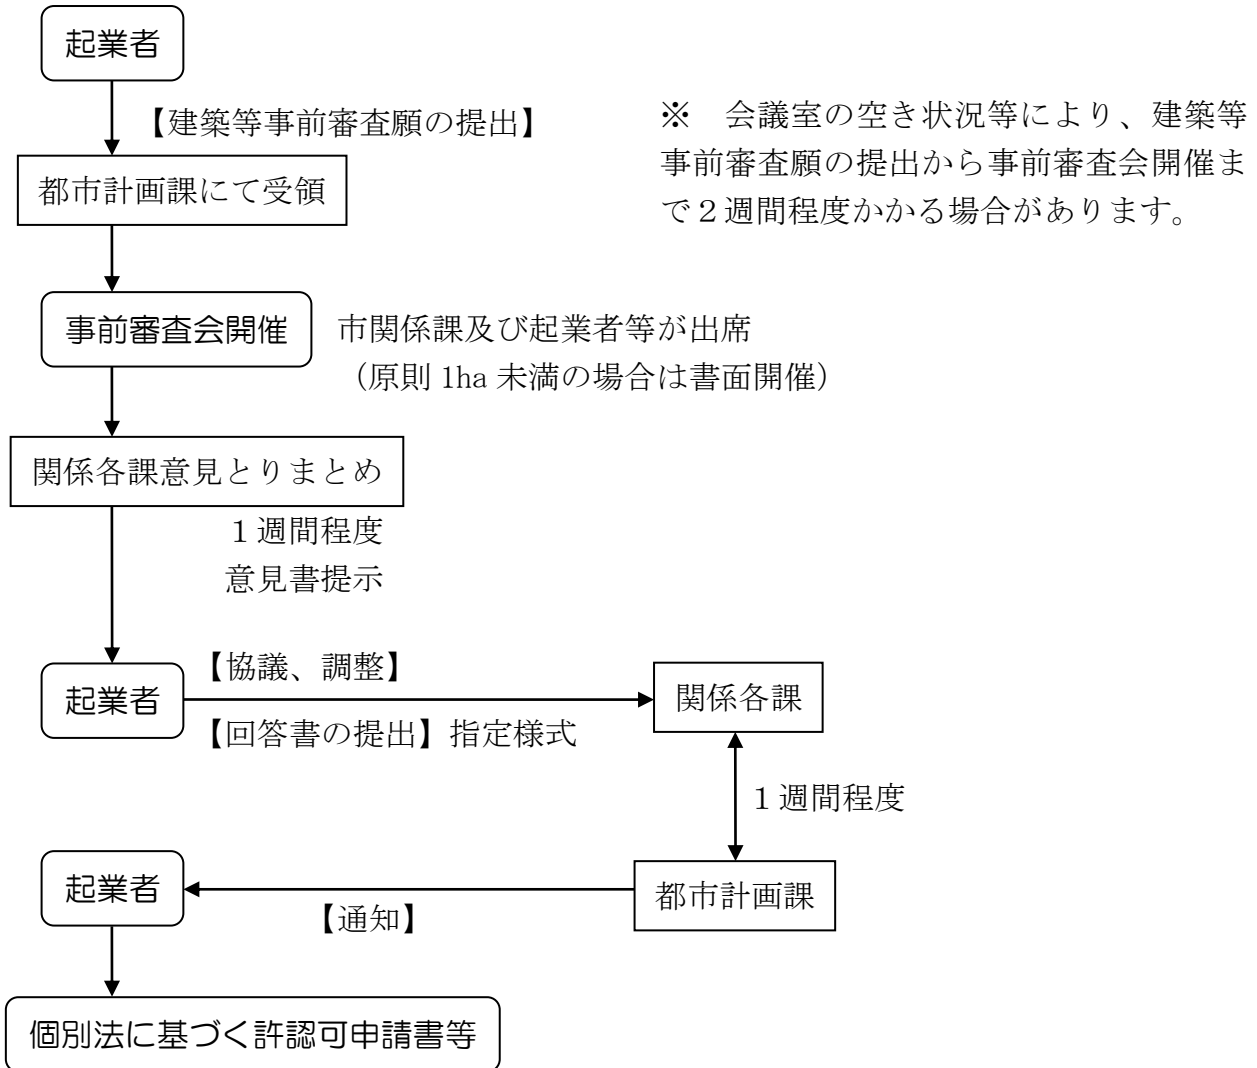 起業者
【建築等事前審査願の提出】
※　会議室の空き状況等により、建築等
事前審査願の提出から事前審査会開催ま
で２週間程度かかる場合があります。
都市計画課にて受領
事前審査会開催
市関係課及び起業者等が出席
（原則 1ha 未満の場合は書面開催）
関係各課意見とりまとめ
１週間程度
意見書提示
起業者
【協議、調整】
【回答書の提出】指定様式
関係各課
１週間程度
都市計画課
起業者
【通知】
個別法に基づく許認可申請書等